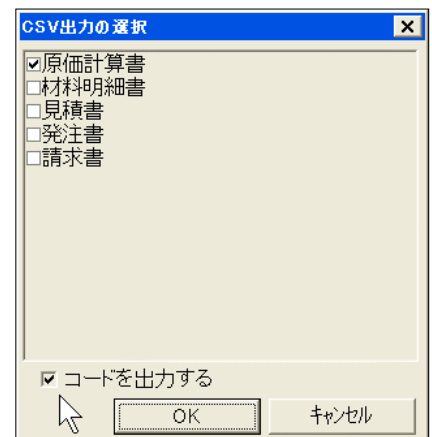 CSV出力の選択
原価計算書
材料明細書
見積書
発注書
請求書
コードを出力する
OK ｷｬﾝｾﾙ